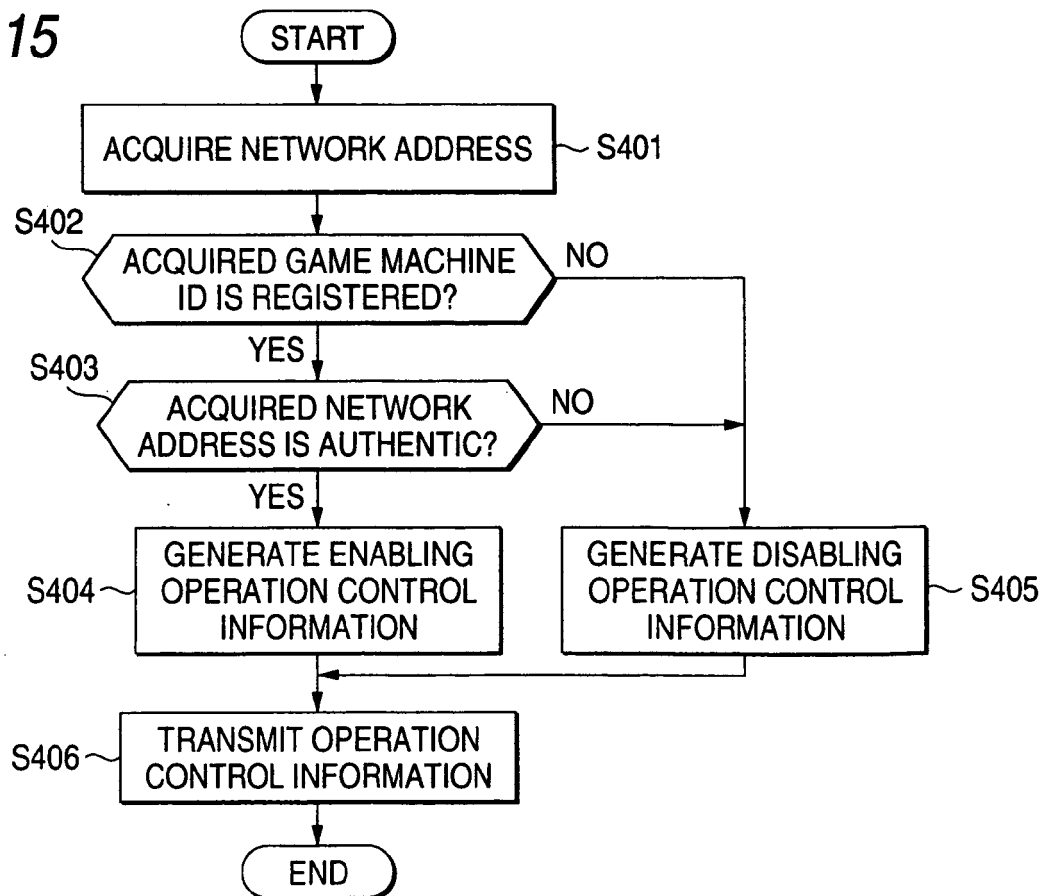 15
START
ACQUIRE NETWORK ADDRESS
S401
S402
ACQUIRED GAME MACHINE
ID IS REGISTERED?
NO
YES
S403
ACQUIRED NETWORK
ADDRESS IS AUTHENTIC?
NO
YES
S404
GENERATE ENABLING
OPERATION CONTROL
INFORMATION
GENERATE DISABLING
OPERATION CONTROL
INFORMATION
S405
S406
TRANSMIT OPERATION
CONTROL INFORMATION
END